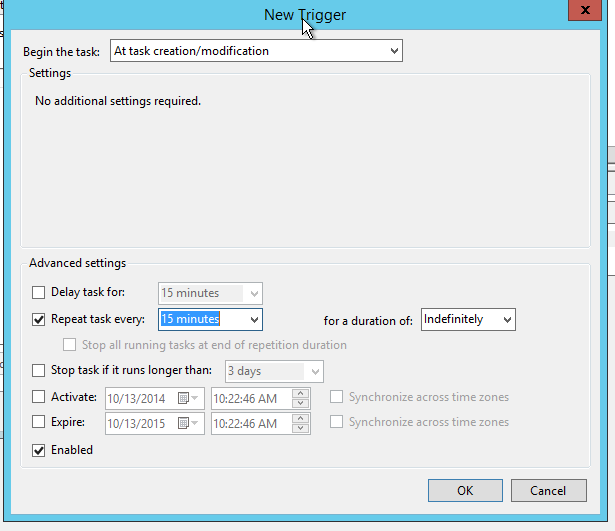 New Trigger
x
Begin the task: At task creation/modification
Settings
No additional settings required.
Advanced settings
Delay task for: 15 minutes
Repeat task every: 15 minutes for a duration of: Indefinitely
Stop all running tasks at end of repetition duration
Stop task if it runs longer than: 3 days
Activate: 10/13/2014 10:22:46 AM Synchronize across time zones
Expire: 10/13/2015 10:22:46 AM Synchronize across time zones
Enabled
OK Cancel